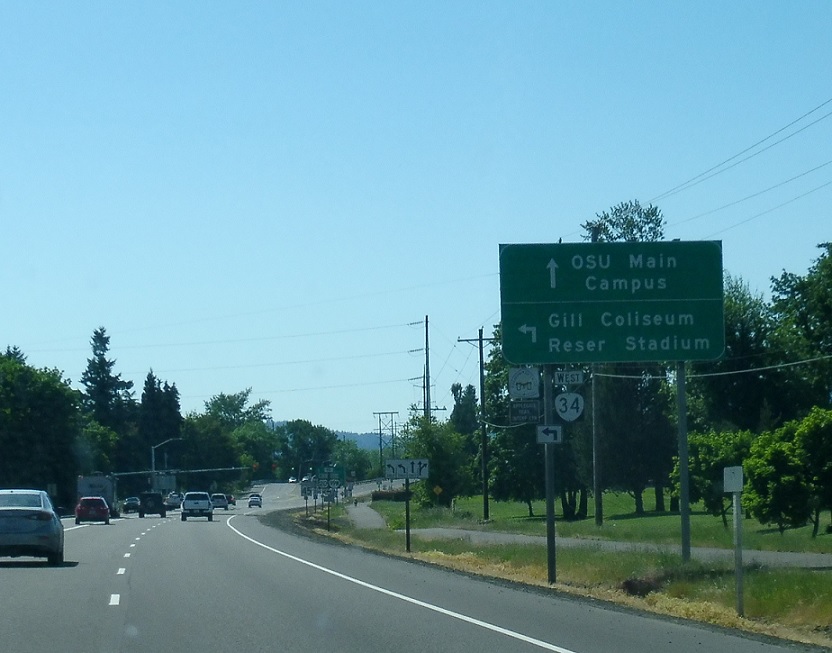 OSU Main
Campus
Gill Coliseum
Reser Stadium
WEST
34